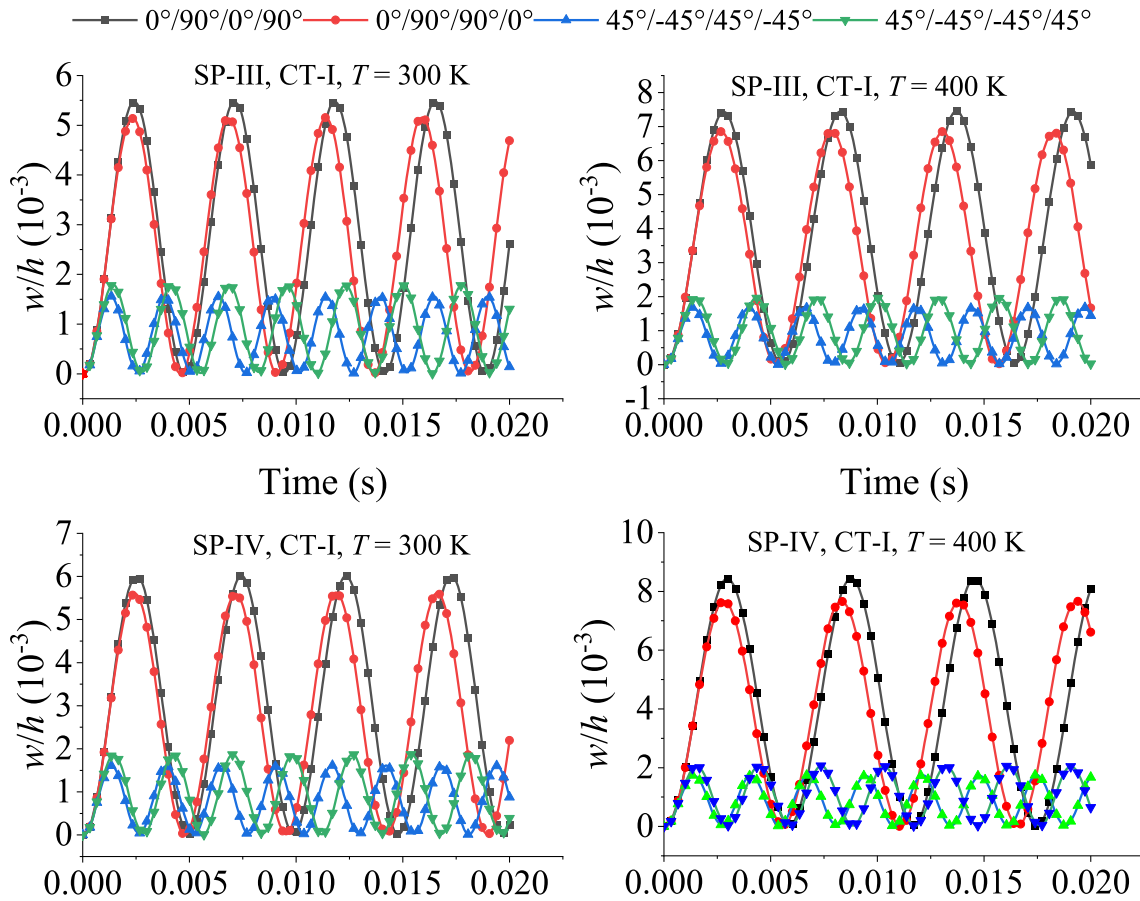 0°/90°/0°/90° 0°/90°/90°/0° 45°/-45°/45°/-45° 45°/-45°/-45°/45°
SP-III, CT-I, T = 300 K
6
5
4
3
2
1
0
w/h (10⁻³)
0.000 0.005 0.010 0.015 0.020
Time (s)
SP-III, CT-I, T = 400 K
8
7
6
5
4
3
2
1
0
-1
w/h (10⁻³)
0.000 0.005 0.010 0.015 0.020
Time (s)
SP-IV, CT-I, T = 300 K
7
6
5
4
3
2
1
0
w/h (10⁻³)
0.000 0.005 0.010 0.015 0.020
SP-IV, CT-I, T = 400 K
10
8
6
4
2
0
w/h (10⁻³)
0.000 0.005 0.010 0.015 0.020